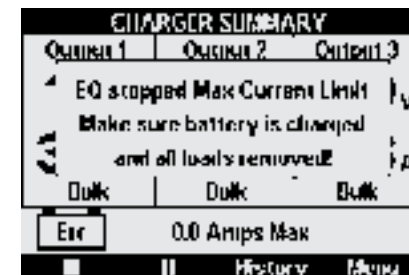 CHARGER SUMMARY
Output 1 Output 2 Output 3
EQ stopped Max Current Limit
Make sure battery is charged
and all loads removed!
Bulk Bulk Bulk
0.0 Amps Max
History Menu